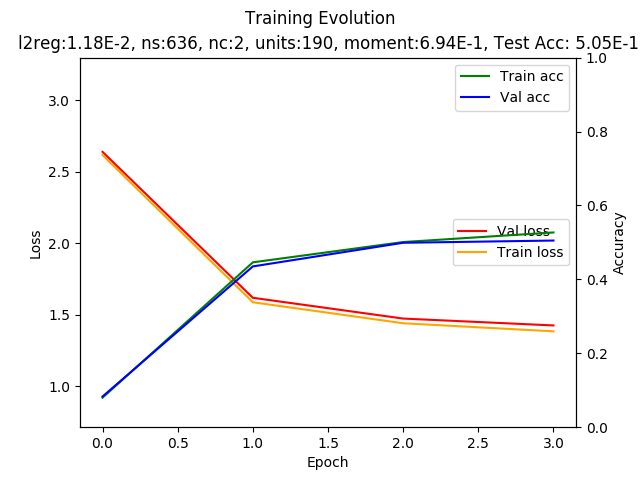 Training Evolution
l2reg:1.18E-2, ns:636, nc:2, units:190, moment:6.94E-1, Test Acc: 5.05E-1
Train acc
Val acc
Val loss
Train loss
Loss
3.0
2.5
2.0
1.5
1.0
Accuracy
1.0
0.8
0.6
0.4
0.2
0.0
0.0 0.5 1.0 1.5 2.0 2.5 3.0
Epoch